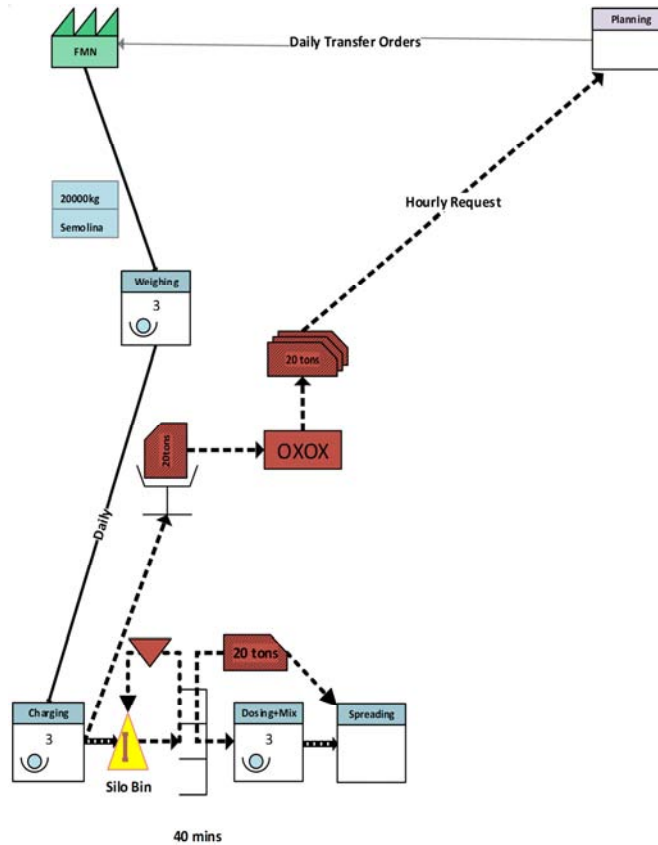 Planning
Daily Transfer Orders
FMN
20000kg
Semolina
Hourly Request
Weighing
3
20 tons
20tons
OXOX
Daily
20 tons
Charging
3
Dosing+Mix
3
Spreading
I
Silo Bin
40 mins